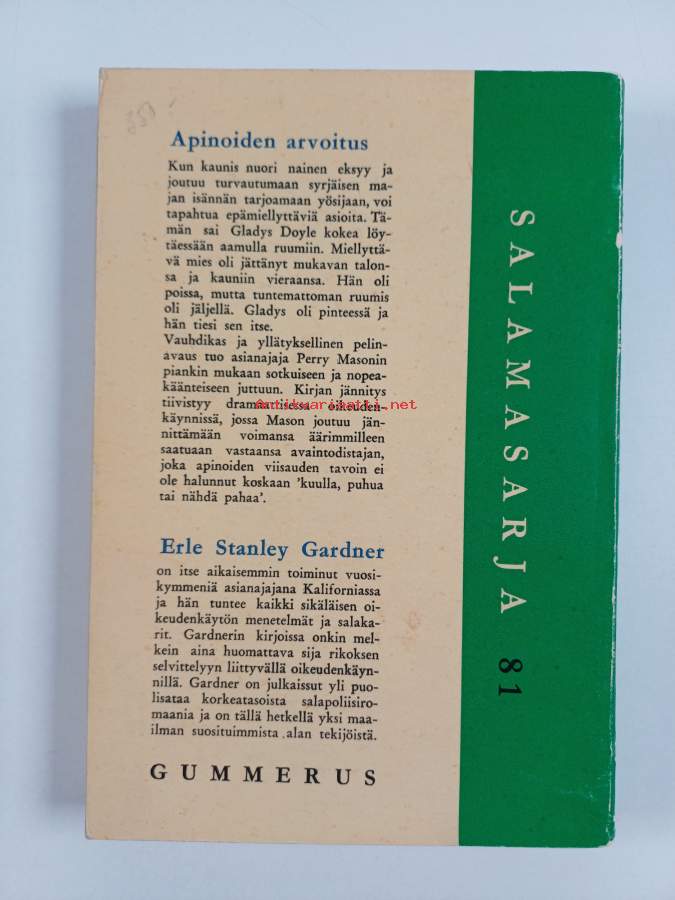 Apinoiden arvoitus
Kun kaunis nuori nainen eksyy ja
joutuu turvautumaan syrjäisen ma-
jan isännän tarjoamaan yösijaan, voi
tapahtua epämiellyttäviä asioita. Tä-
män sai Gladys Doyle kokea löy-
täessään aamulla ruumiin. Miellyttä-
vä mies oli jättänyt mukavan talon-
sa ja kauniin vieraansa. Hän oli
poissa, mutta tuntemattoman ruumis
oli jäljellä. Gladys oli pinteessä ja
hän tiesi sen itse.
Vauhdikas ja yllätyksellinen pelin-
avaus tuo asianajaja Perry Masonin
piankin mukaan sotkuiseen ja nopea-
käänteiseen juttuun. Kirjan jännitys
tiivistyy dramaattisessa oikeuden-
Antikvariaatti.net
käynnissä, jossa Mason joutuu jän-
nittämään voimansa äärimmilleen
saatuaan vastaansa avaintodistajan,
joka apinoiden viisauden tavoin ei
ole halunnut koskaan 'kuulla, puhua
tai nähdä pahaa'.
Erle Stanley Gardner
on itse aikaisemmin toiminut vuosi-
kymmeniä asianajajana Kaliforniassa
ja hän tuntee kaikki sikäläisen oi-
keudenkäytön menetelmät ja salaka-
rit. Gardnerin kirjoissa onkin mel-
kein aina huomattava sija rikoksen
selvittelyyn liittyvällä oikeudenkäyn-
nillä. Gardner on julkaissut yli puo-
lisataa korkeatasoista salapoliisiro-
maania ja on tällä hetkellä yksi maa-
ilman suosituimmista alan tekijöistä.
GUMMERUS
SALAMASARJA 81